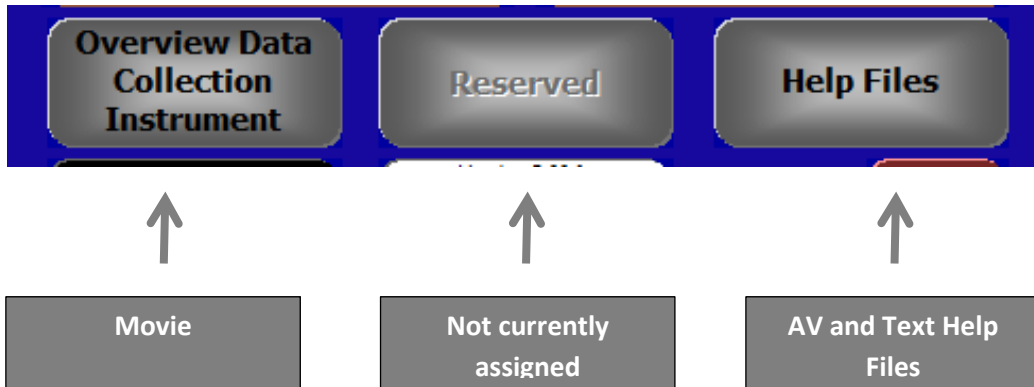 Overview Data
Collection
Instrument
Reserved
Help Files
Movie
Not currently
assigned
AV and Text Help
Files